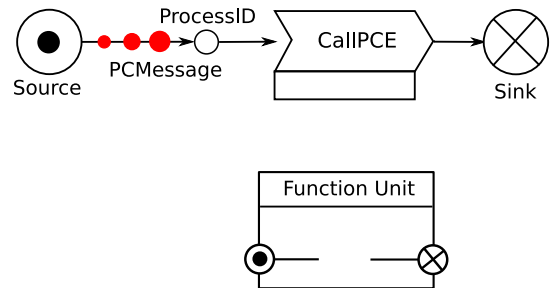 ProcessID
CallPCE
PCMessage
Source
Sink
Function Unit